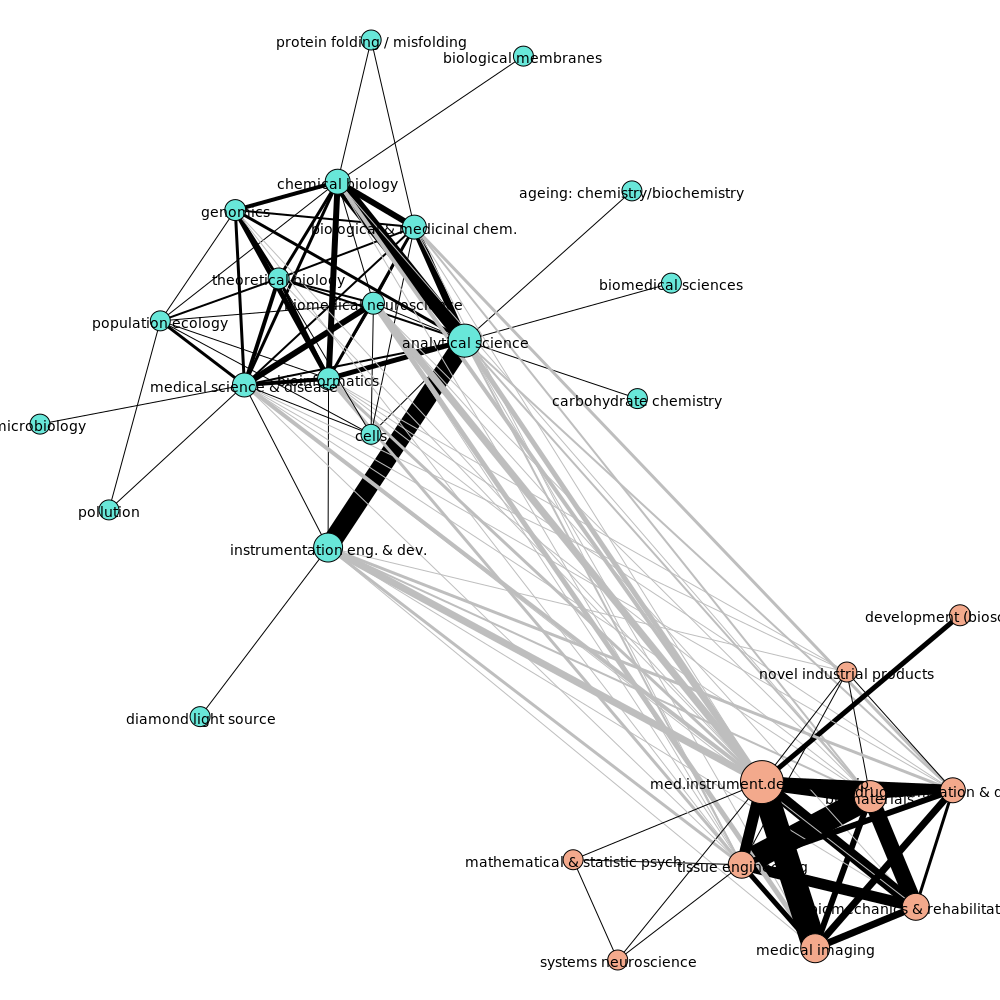 protein folding / misfolding
biological membranes
chemical biology
ageing: chemistry/biochemistry
genomics
biological & medicinal chem.
theoretical biology
biomedical sciences
biomedical neuroscience
population ecology
analytical science
medical science & disease
bioinformatics
carbohydrate chemistry
microbiology
cells
pollution
instrumentation eng. & dev.
development (biosc
novel industrial products
diamond light source
med.instrument.de
drug
ation & d
materials
mathematical & statistic psych.
tissue engineering
biomechanics & rehabilitat
medical imaging
systems neuroscience